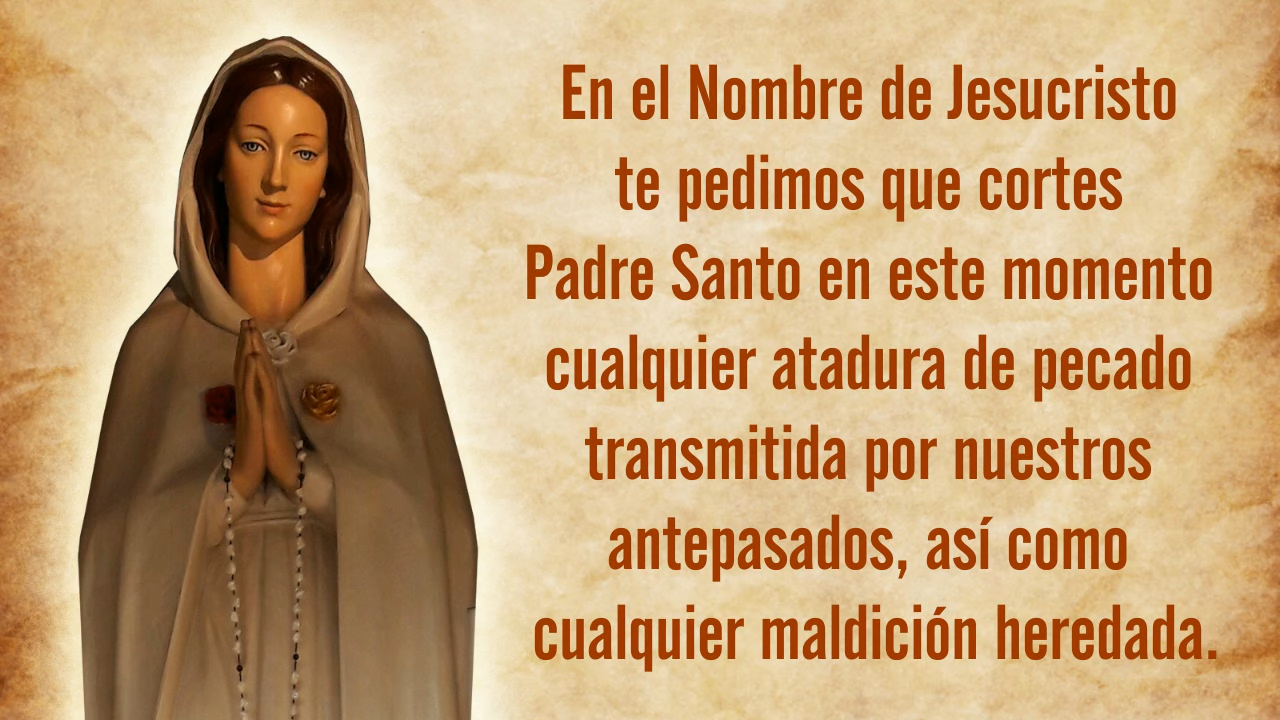 En el Nombre de Jesucristo
te pedimos que cortes
Padre Santo en este momento
cualquier atadura de pecado
transmitida por nuestros
antepasados, así como
cualquier maldición heredada.